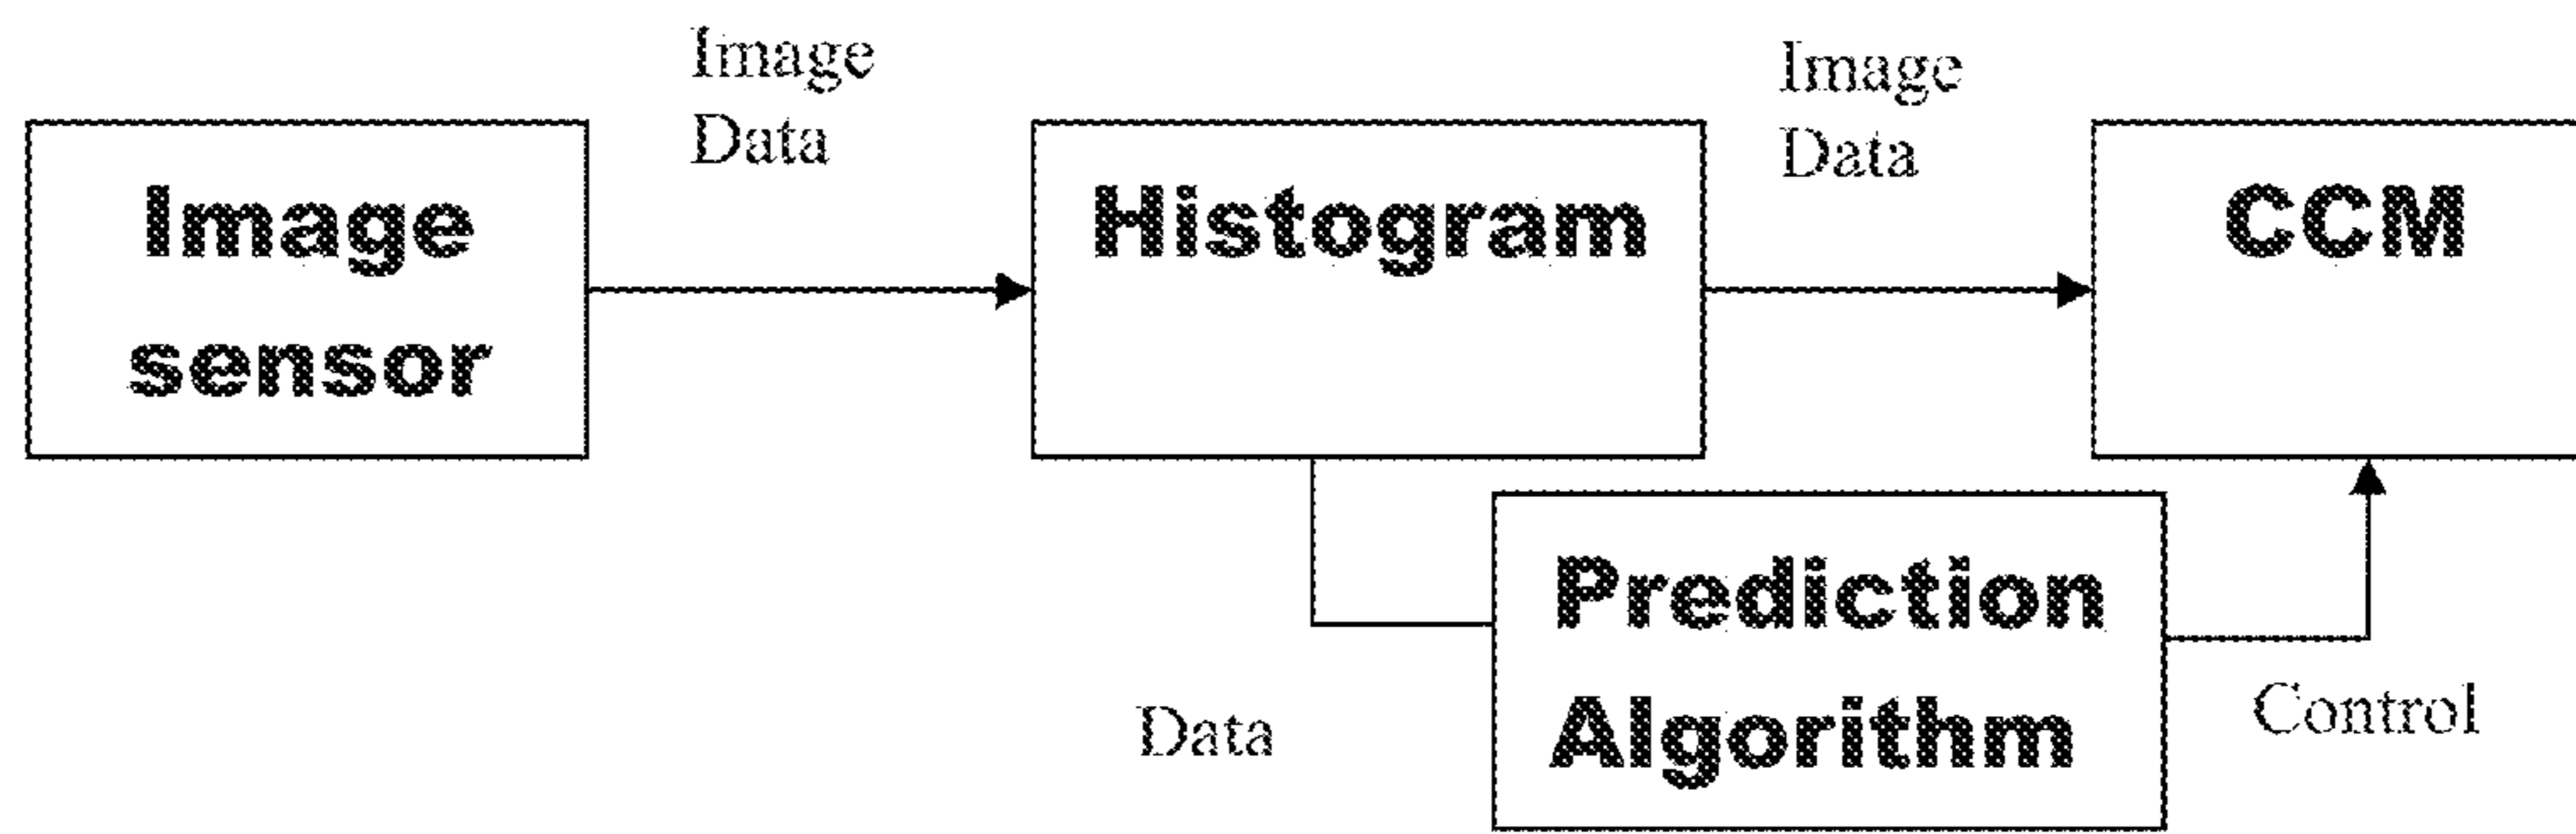 Image
Data
Image
Data
Image
sensor
Histogram
CCM
Prediction
Algorithm
Data
Control